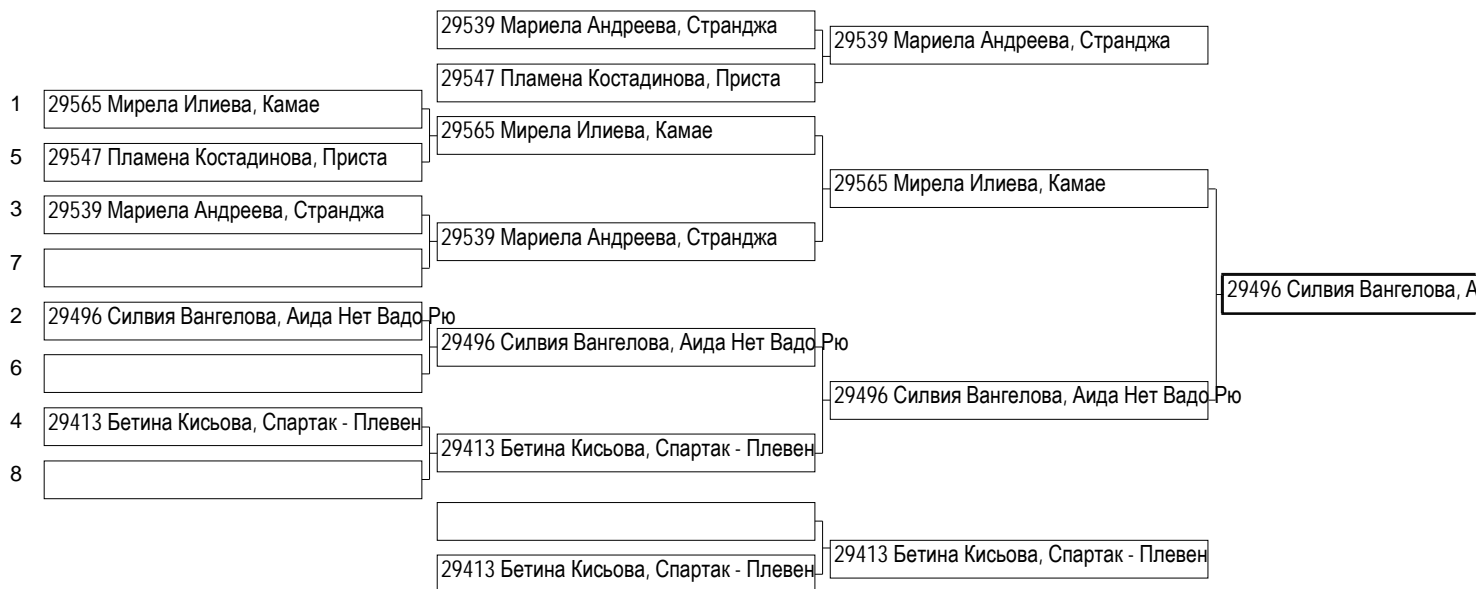 29539 Мариела Андреева, Странджа
29539 Мариела Андреева, Странджа
29547 Пламена Костадинова, Приста
1 29565 Мирела Илиева, Камае
29565 Мирела Илиева, Камае
5 29547 Пламена Костадинова, Приста
29565 Мирела Илиева, Камае
3 29539 Мариела Андреева, Странджа
29539 Мариела Андреева, Странджа
7
29496 Силвия Вангелова, А
2 29496 Силвия Вангелова, Аида Нет Вадо Рю
29496 Силвия Вангелова, Аида Нет Вадо Рю
6
29496 Силвия Вангелова, Аида Нет Вадо Рю
4 29413 Бетина Кисьова, Спартак - Плевен
29413 Бетина Кисьова, Спартак - Плевен
8
29413 Бетина Кисьова, Спартак - Плевен
29413 Бетина Кисьова, Спартак - Плевен